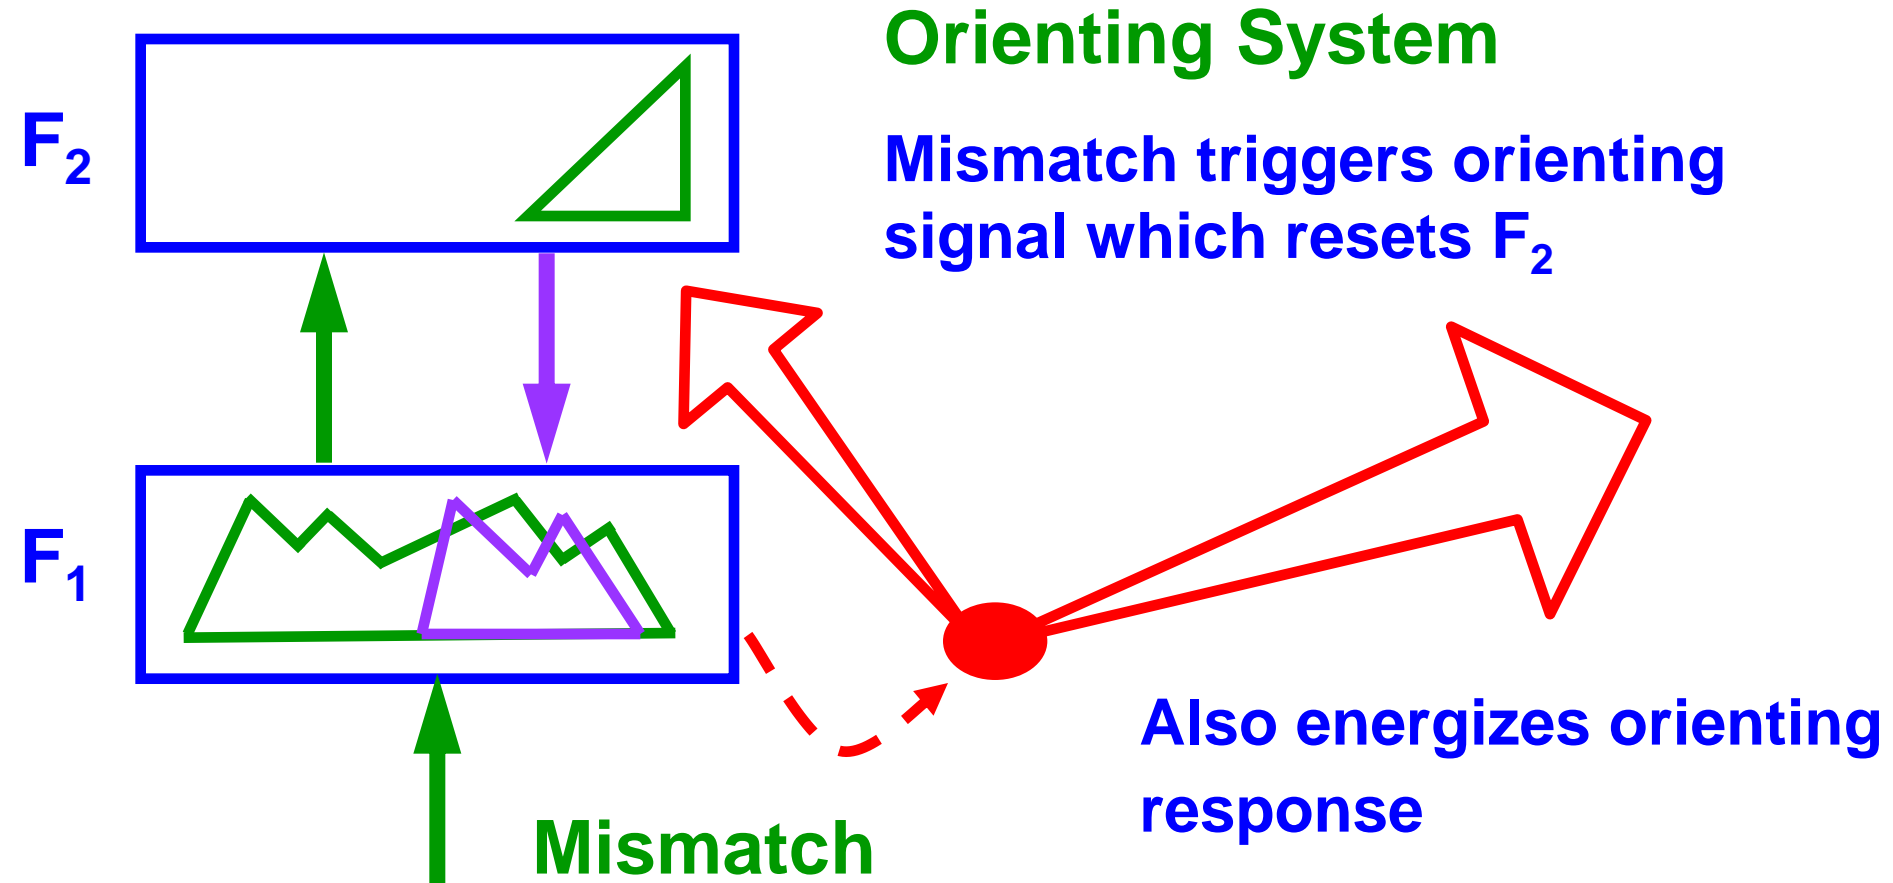 Orienting System
F₂
Mismatch triggers orienting
signal which resets F₂
F₁
Also energizes orienting
response
Mismatch